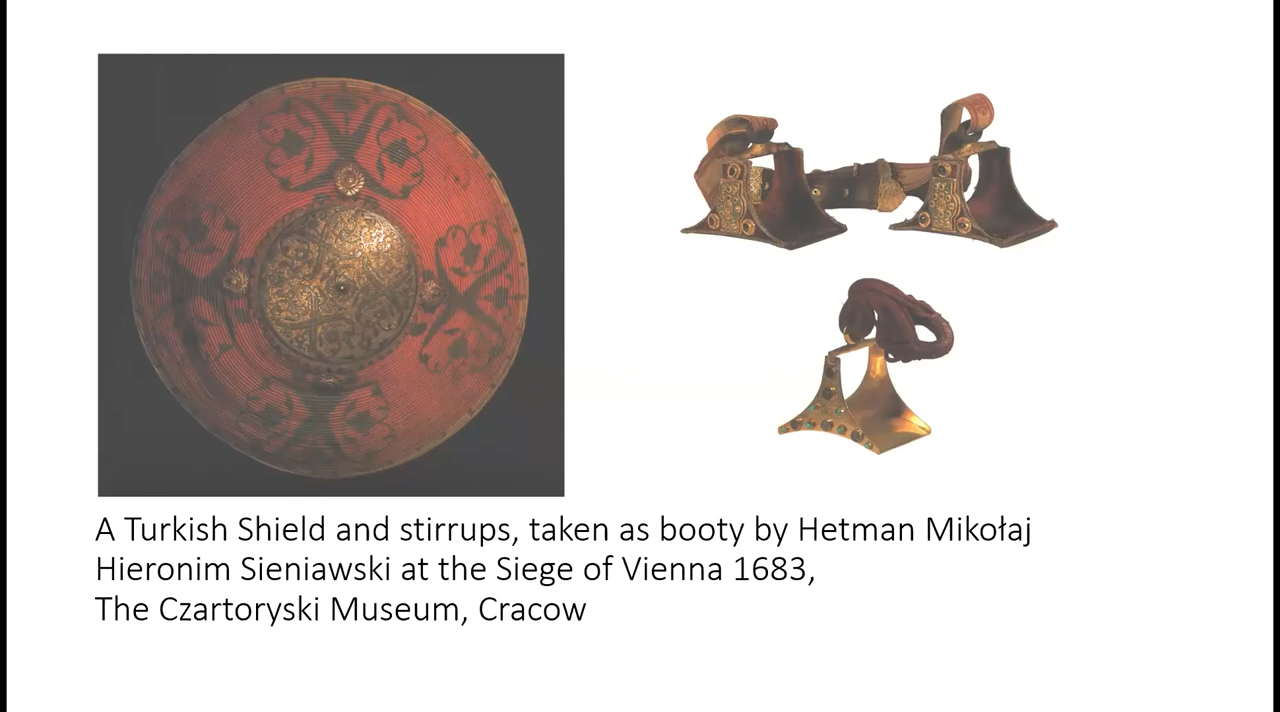 A Turkish Shield and stirrups, taken as booty by Hetman Mikołaj
Hieronim Sieniawski at the Siege of Vienna 1683,
The Czartoryski Museum, Cracow